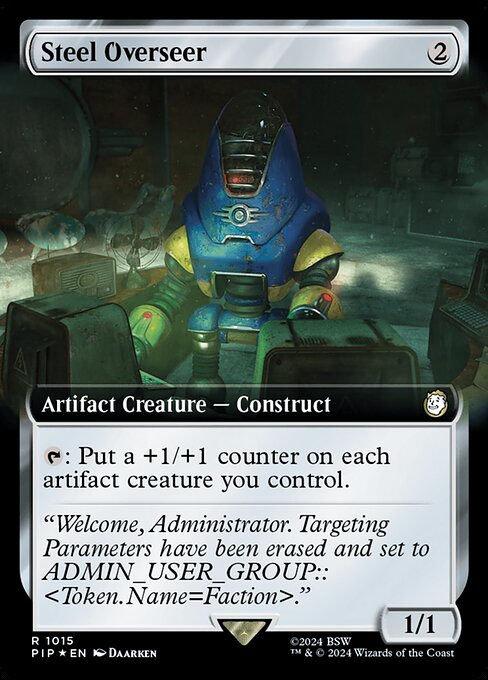 Steel Overseer 2
Artifact Creature — Construct
: Put a +1/+1 counter on each
artifact creature you control.
“Welcome, Administrator. Targeting
Parameters have been erased and set to
ADMIN_USER_GROUP::
<Token.Name=Faction>.”
1/1
R 1015
PIP★EN DAARKEN
©2024 BSW
™ & © 2024 Wizards of the Coast